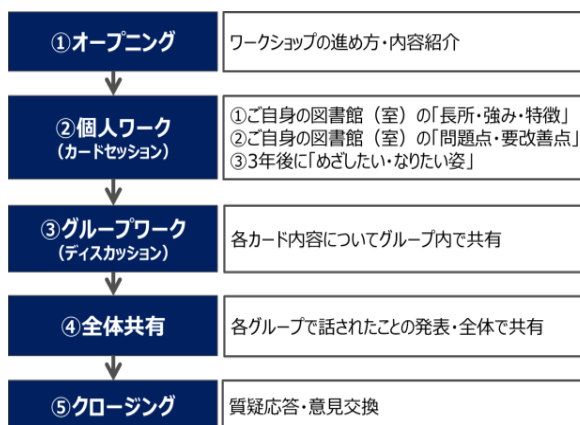 ①オープニング
ワークショップの進め方・内容紹介
②個人ワーク
(カードセッション)
①ご自身の図書館（室）の｢長所・強み・特徴｣
②ご自身の図書館（室）の｢問題点・要改善点｣
③3年後に｢めざしたい・なりたい姿｣
③グループワーク
(ディスカッション)
各カード内容についてグループ内で共有
④全体共有
各グループで話されたことの発表・全体で共有
⑤クロージング
質疑応答・意見交換